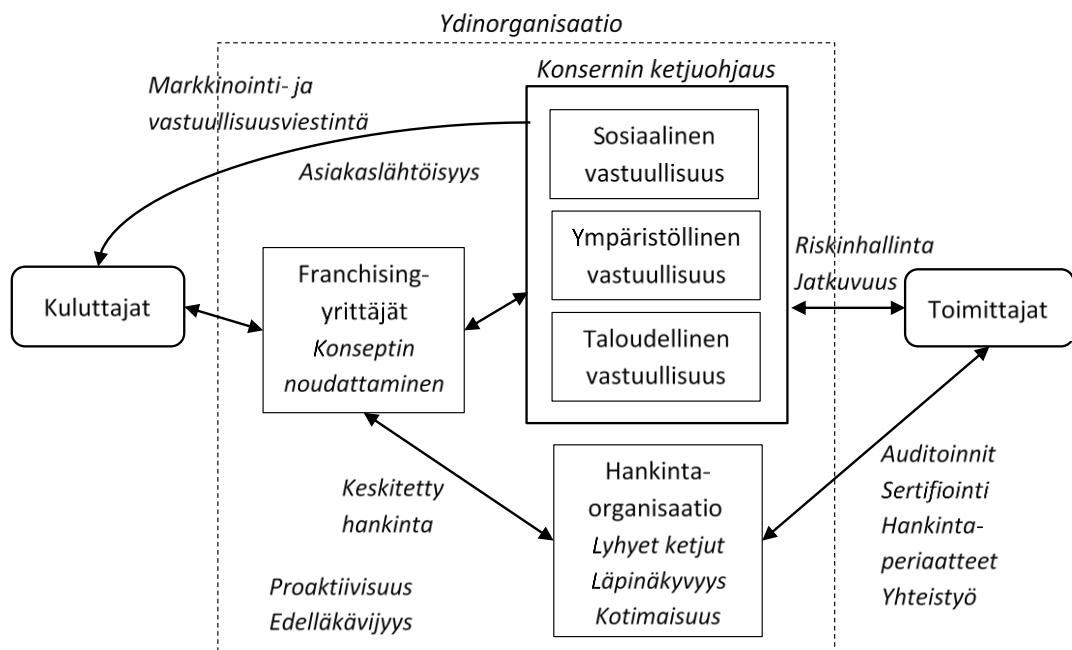 Ydinorganisaatio
Konsernin ketjuohjaus
Markkinointi- ja
vastuullisuusviestintä
Asiakaslähtöisyys
Sosiaalinen
vastuullisuus
Ympäristöllinen
vastuullisuus
Taloudellinen
vastuullisuus
Riskinhallinta
Jatkuvuus
Kuluttajat
Franchising-
yrittäjät
Konseptin
noudattaminen
Toimittajat
Keskitetty
hankinta
Hankinta-
organisaatio
Lyhyet ketjut
Läpinäkyvyys
Kotimaisuus
Auditoinnit
Sertifiointi
Hankinta-
periaatteet
Yhteistyö
Proaktiivisuus
Edelläkävijyys